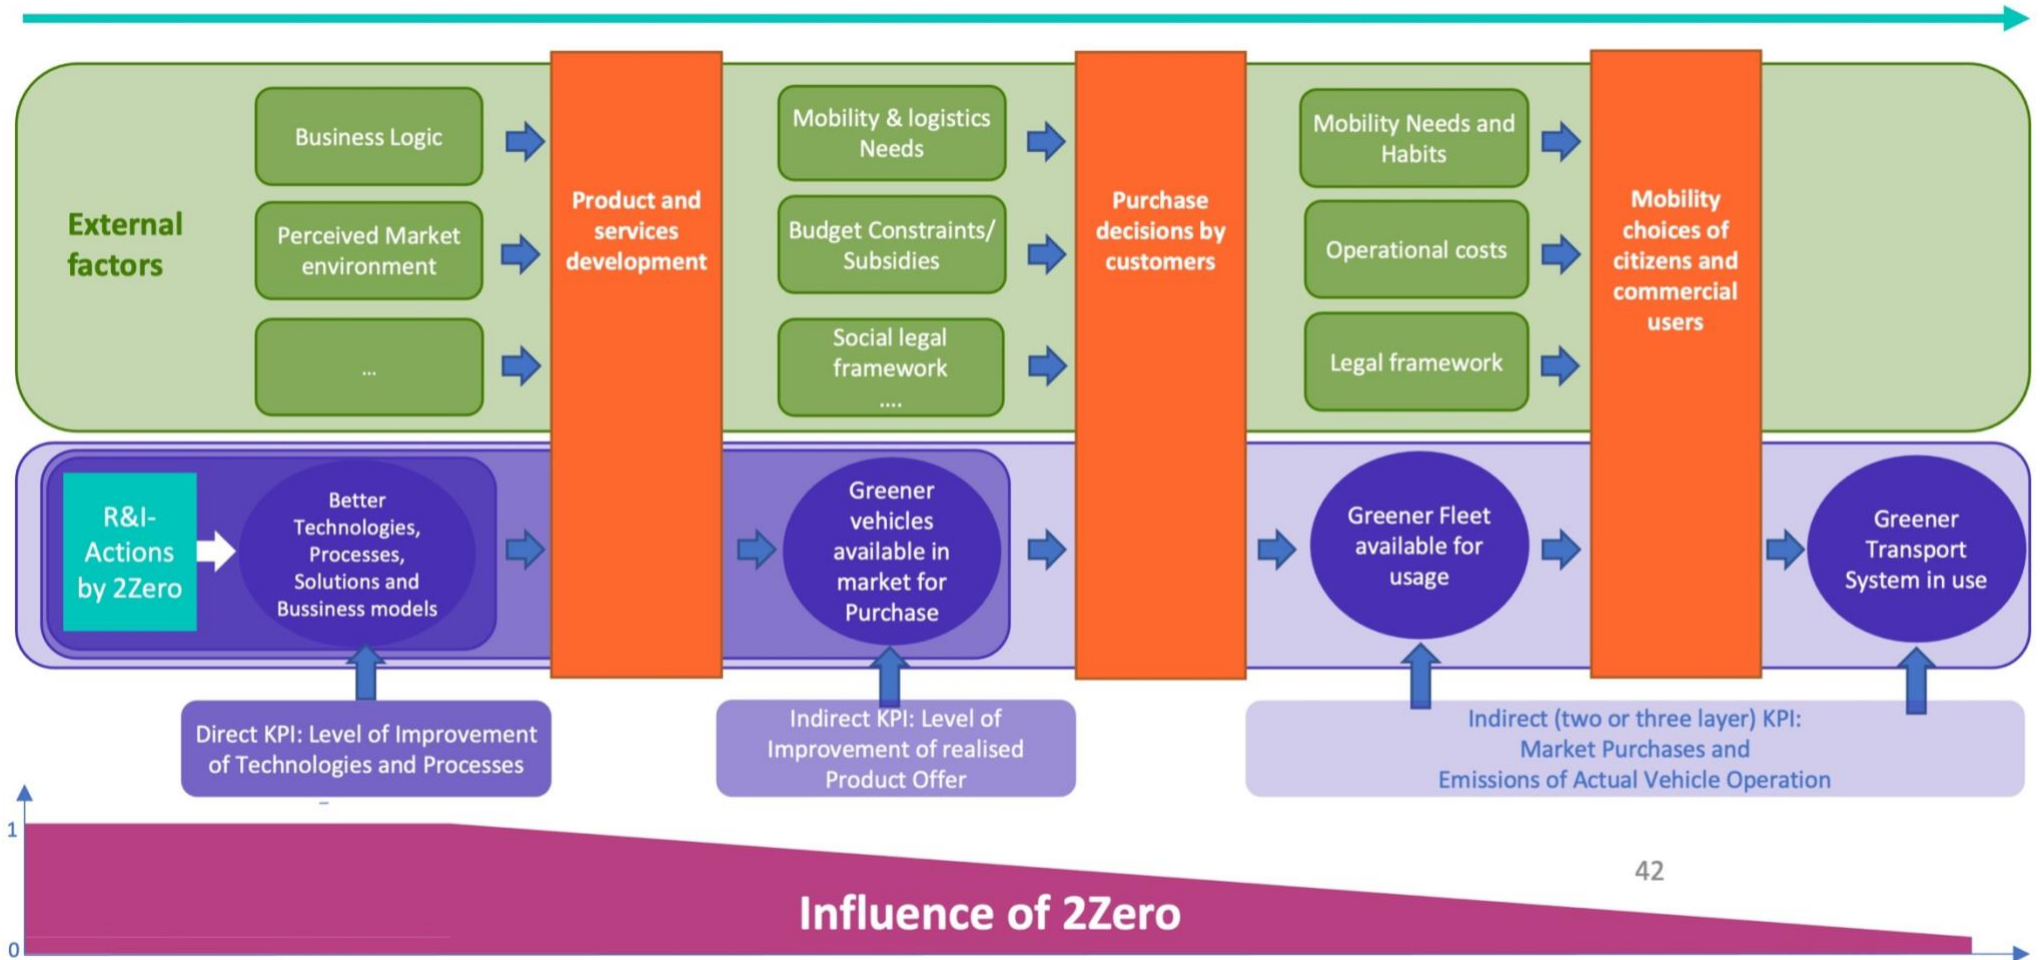 External
factors
Business Logic
Perceived Market
environment
...
Product and
services
development
Mobility & logistics
Needs
Budget Constraints/
Subsidies
Social legal
framework
....
Purchase
decisions by
customers
Mobility Needs and
Habits
Operational costs
Legal framework
Mobility
choices of
citizens and
commercial
users
R&I-
Actions
by 2Zero
Better
Technologies,
Processes,
Solutions and
Bussiness models
Greener
vehicles
available in
market for
Purchase
Greener Fleet
available for
usage
Greener
Transport
System in use
Direct KPI: Level of Improvement
of Technologies and Processes
Indirect KPI: Level of
Improvement of realised
Product Offer
Indirect (two or three layer) KPI:
Market Purchases and
Emissions of Actual Vehicle Operation
1
42
Influence of 2Zero
0